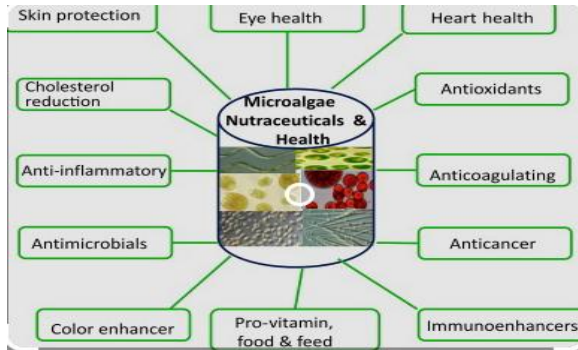 Skin protection
Eye health
Heart health
Cholesterol
reduction
Microalgae
Nutraceuticals &
Health
Antioxidants
Anti-inflammatory
Anticoagulating
Antimicrobials
Anticancer
Color enhancer
Pro-vitamin,
food & feed
Immunoenhancers